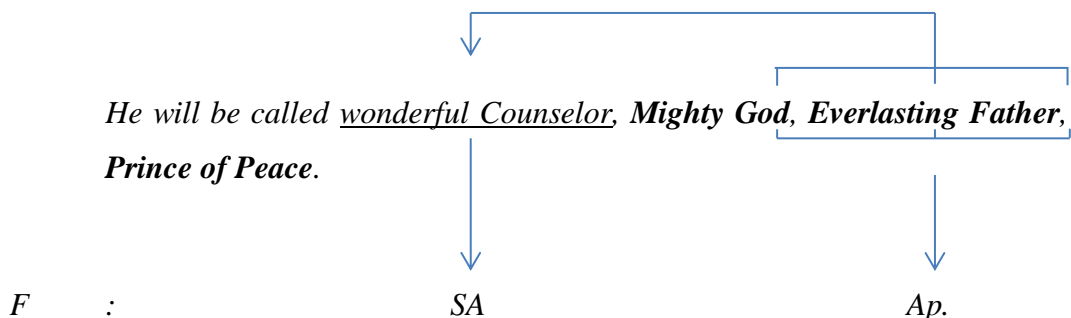 He will be called wonderful Counselor, Mighty God, Everlasting Father,
Prince of Peace.
F : SA Ap.